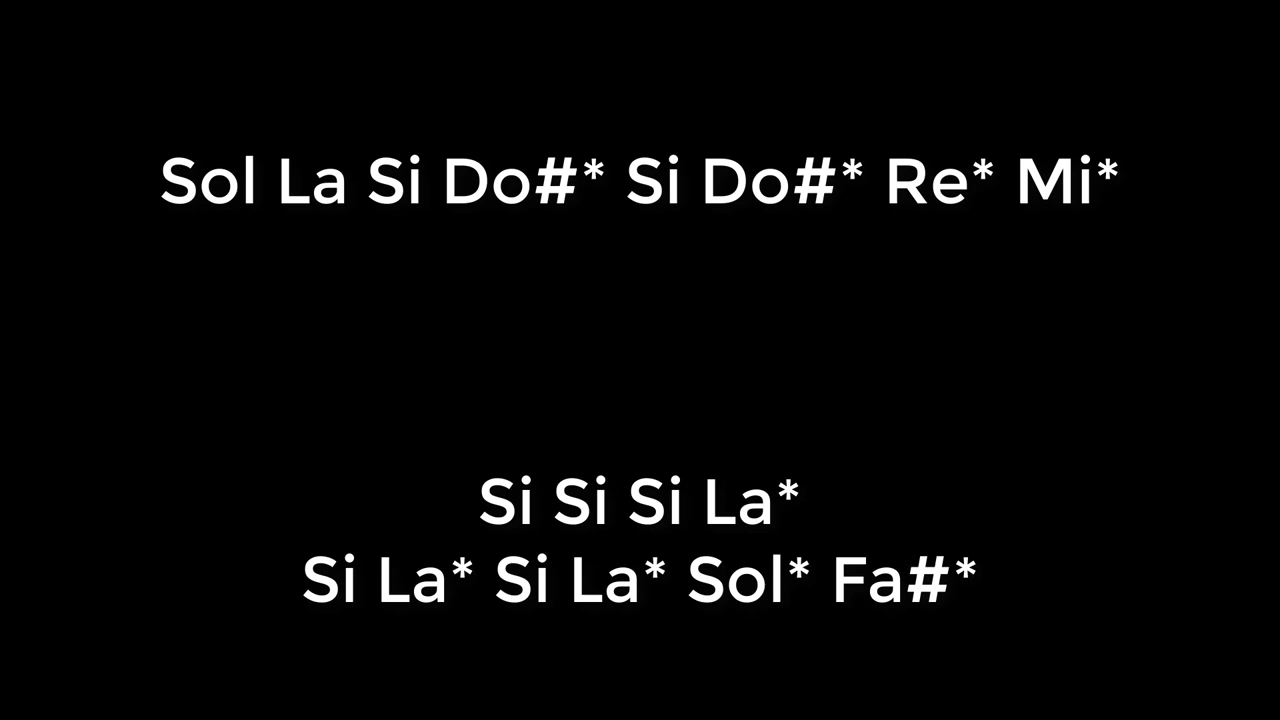 Sol La Si Do#* Si Do#* Re* Mi*
Si Si Si La*
Si La* Si La* Sol* Fa#*